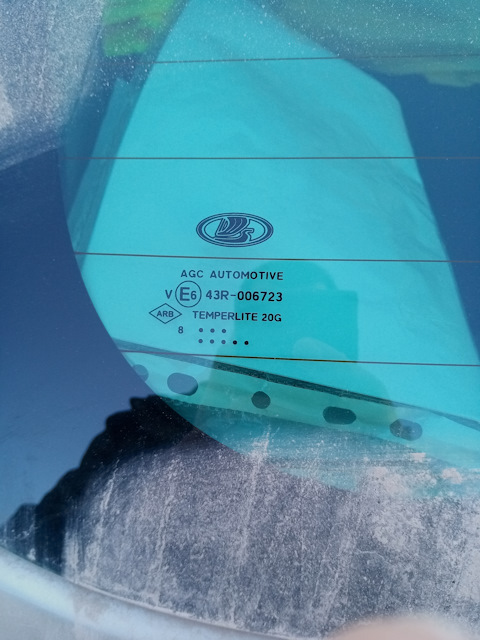 AGC AUTOMOTIVE
V E6 43R-006723
ARB TEMPERLITE 20G
8